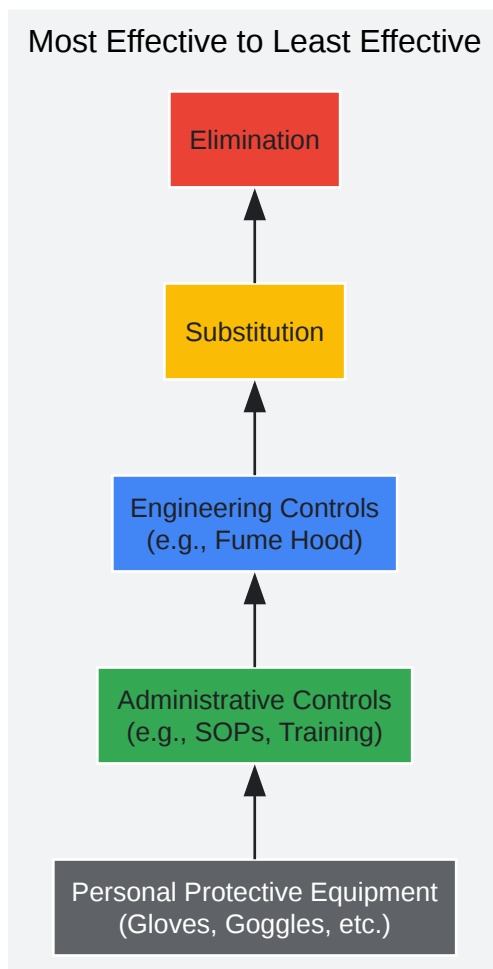 Most Effective to Least Effective
Elimination
Substitution
Engineering Controls
(e.g., Fume Hood)
Administrative Controls
(e.g., SOPs, Training)
Personal Protective Equipment
(Gloves, Goggles, etc.)